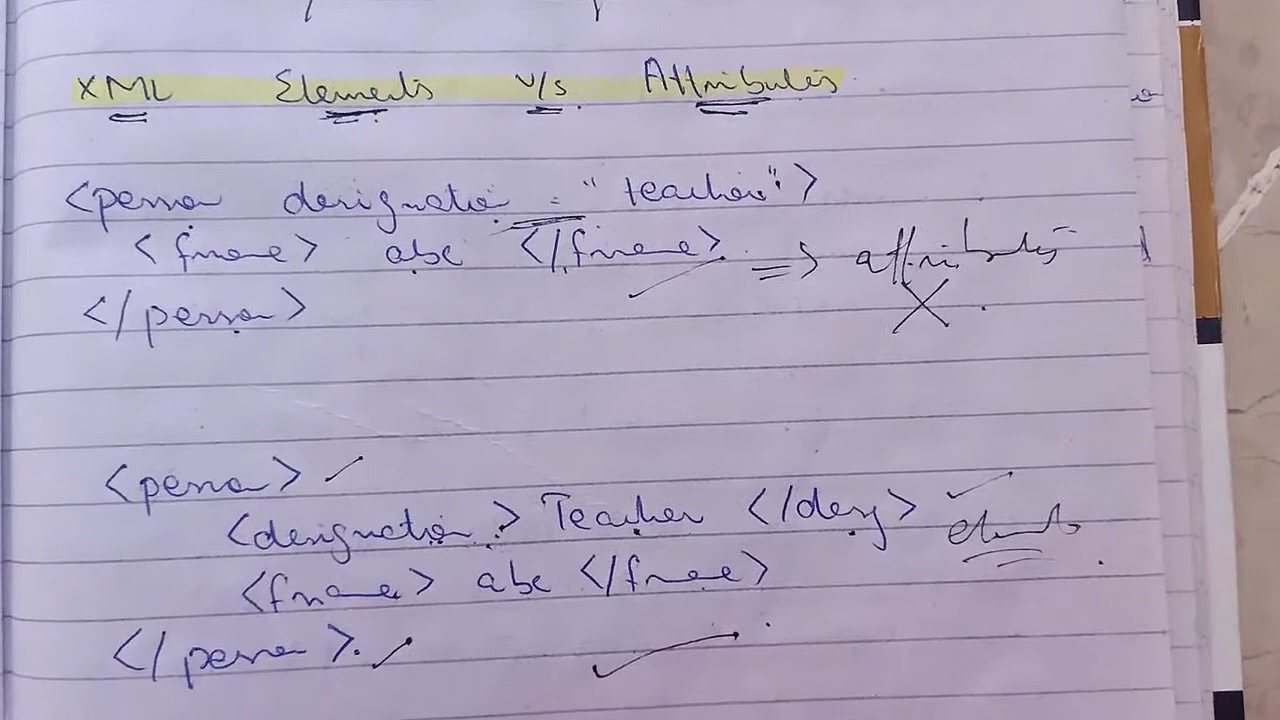 XML Elements v/s Attributes
<person designation = "teacher">
<fname> abc </fname> => attributes
</person>
<person>
<designation> Teacher </desg> elements
<fname> abc </fname>
</person>